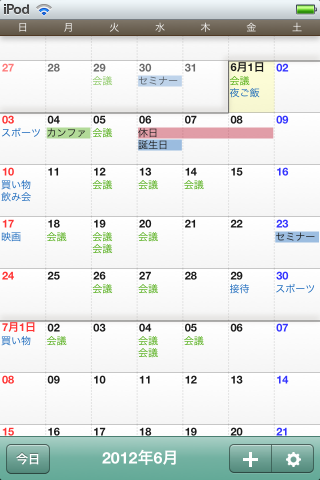 iPod
日 月 火 水 木 金 土
27 28 29 30 31 6月1日 02
会議 セミナー 会議
夜ご飯
03 04 05 06 07 08 09
スポーツ カンファ 会議 休日
誕生日
10 11 12 13 14 15 16
買い物 会議 会議 会議
飲み会
17 18 19 20 21 22 23
映画 会議 会議 会議 セミナー
会議
24 25 26 27 28 29 30
会議 会議 接待 スポーツ
7月1日 02 03 04 05 06 07
買い物 会議 会議 会議
会議 会議
08 09 10 11 12 13 14
15 16 17 18 19 20 21
今日 2012年6月